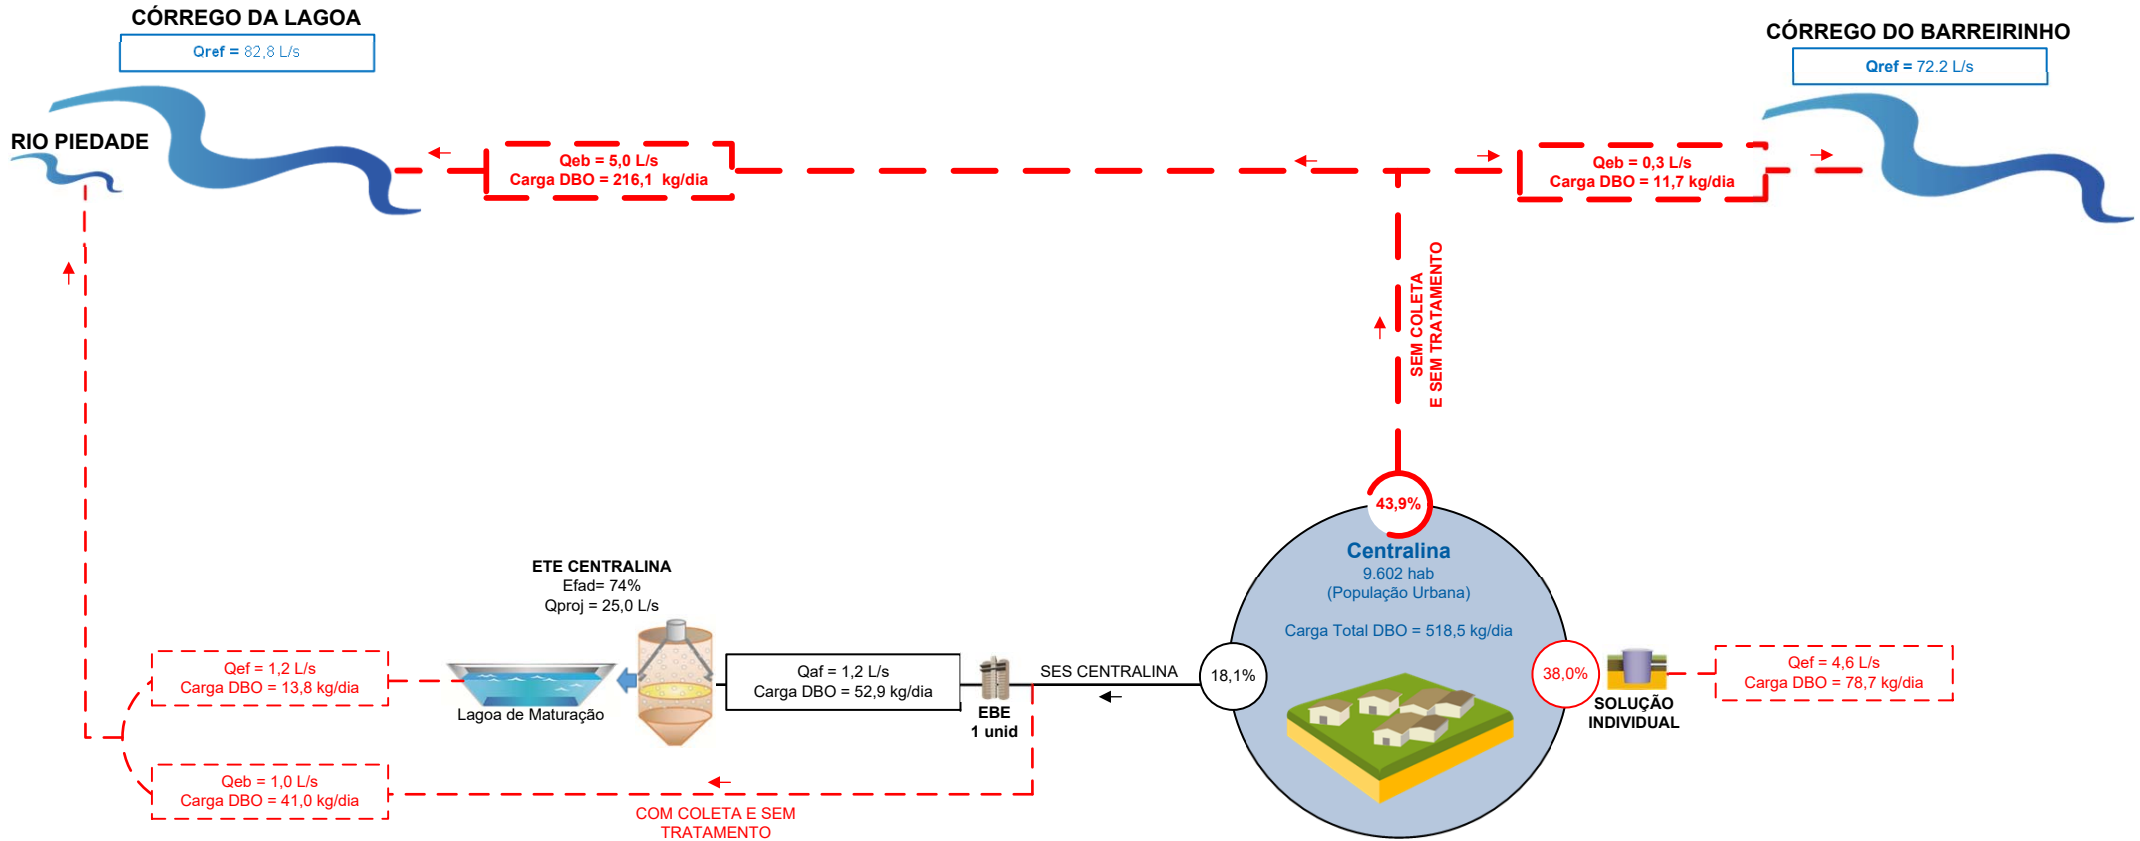 CÓRREGO DA LAGOA
Qref = 82,8 L/s
CÓRREGO DO BARREIRINHO
Qref = 72.2 L/s
RIO PIEDADE
Qeb = 5,0 L/s
Carga DBO = 216,1 kg/dia
Qeb = 0,3 L/s
Carga DBO = 11,7 kg/dia
SEM COLETA
E SEM TRATAMENTO
43,9%
Centralina
9.602 hab
(População Urbana)
Carga Total DBO = 518,5 kg/dia
ETE CENTRALINA
Efad= 74%
Qproj = 25,0 L/s
Qef = 1,2 L/s
Carga DBO = 13,8 kg/dia
Lagoa de Maturação
Qaf = 1,2 L/s
Carga DBO = 52,9 kg/dia
EBE
1 unid
SES CENTRALINA
18,1%
38,0%
SOLUÇÃO
INDIVIDUAL
Qef = 4,6 L/s
Carga DBO = 78,7 kg/dia
Qeb = 1,0 L/s
Carga DBO = 41,0 kg/dia
COM COLETA E SEM
TRATAMENTO